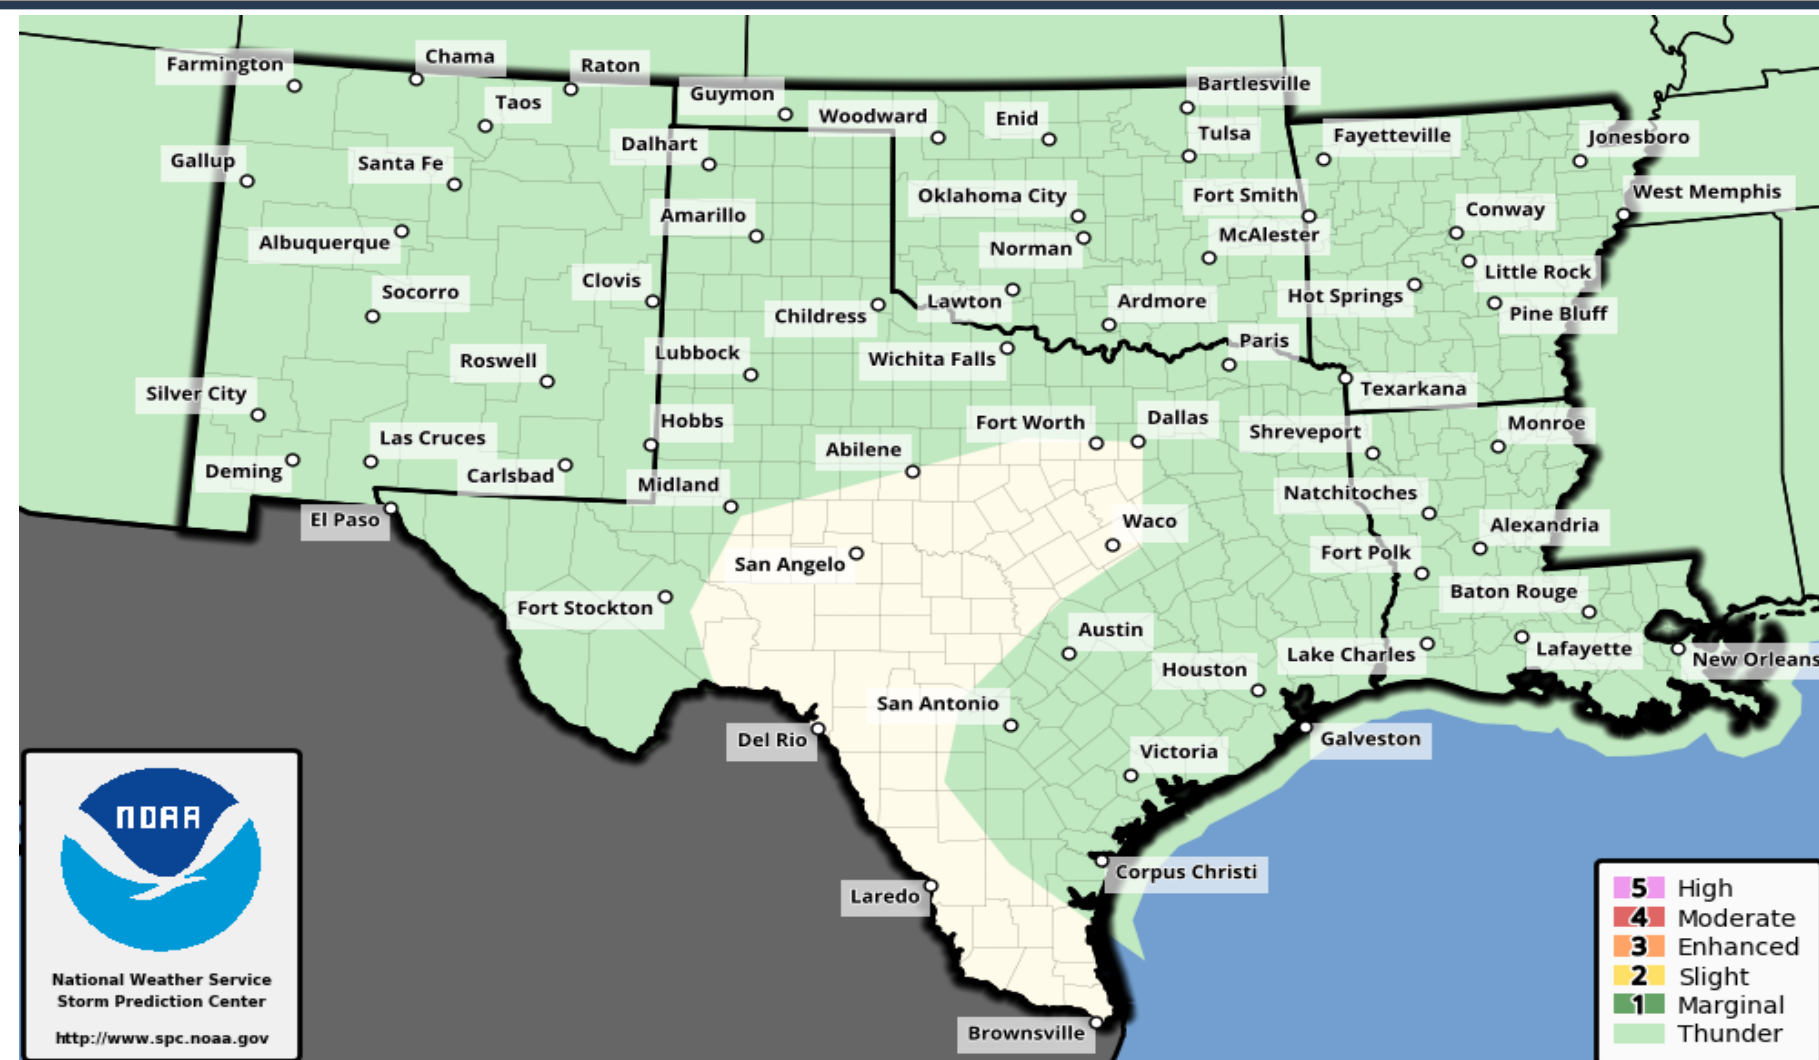 Farmington
Chama
Raton
Taos
Guymon
Woodward
Enid
Bartlesville
Tulsa
Fayetteville
Jonesboro
Gallup
Santa Fe
Dalhart
Oklahoma City
Fort Smith
Conway
West Memphis
Albuquerque
Amarillo
Norman
McAlester
Little Rock
Socorro
Clovis
Childress
Lawton
Ardmore
Hot Springs
Pine Bluff
Roswell
Lubbock
Wichita Falls
Paris
Texarkana
Silver City
Las Cruces
Hobbs
Abilene
Fort Worth
Dallas
Shreveport
Monroe
Deming
Carlsbad
Midland
Natchitoches
El Paso
Waco
Alexandria
San Angelo
Fort Polk
Fort Stockton
Baton Rouge
Austin
Houston
Lake Charles
Lafayette
New Orleans
San Antonio
Del Rio
Victoria
Galveston
Corpus Christi
Laredo
Brownsville
NOAA
National Weather Service
Storm Prediction Center
http://www.spc.noaa.gov
5 High
4 Moderate
3 Enhanced
2 Slight
1 Marginal
Thunder